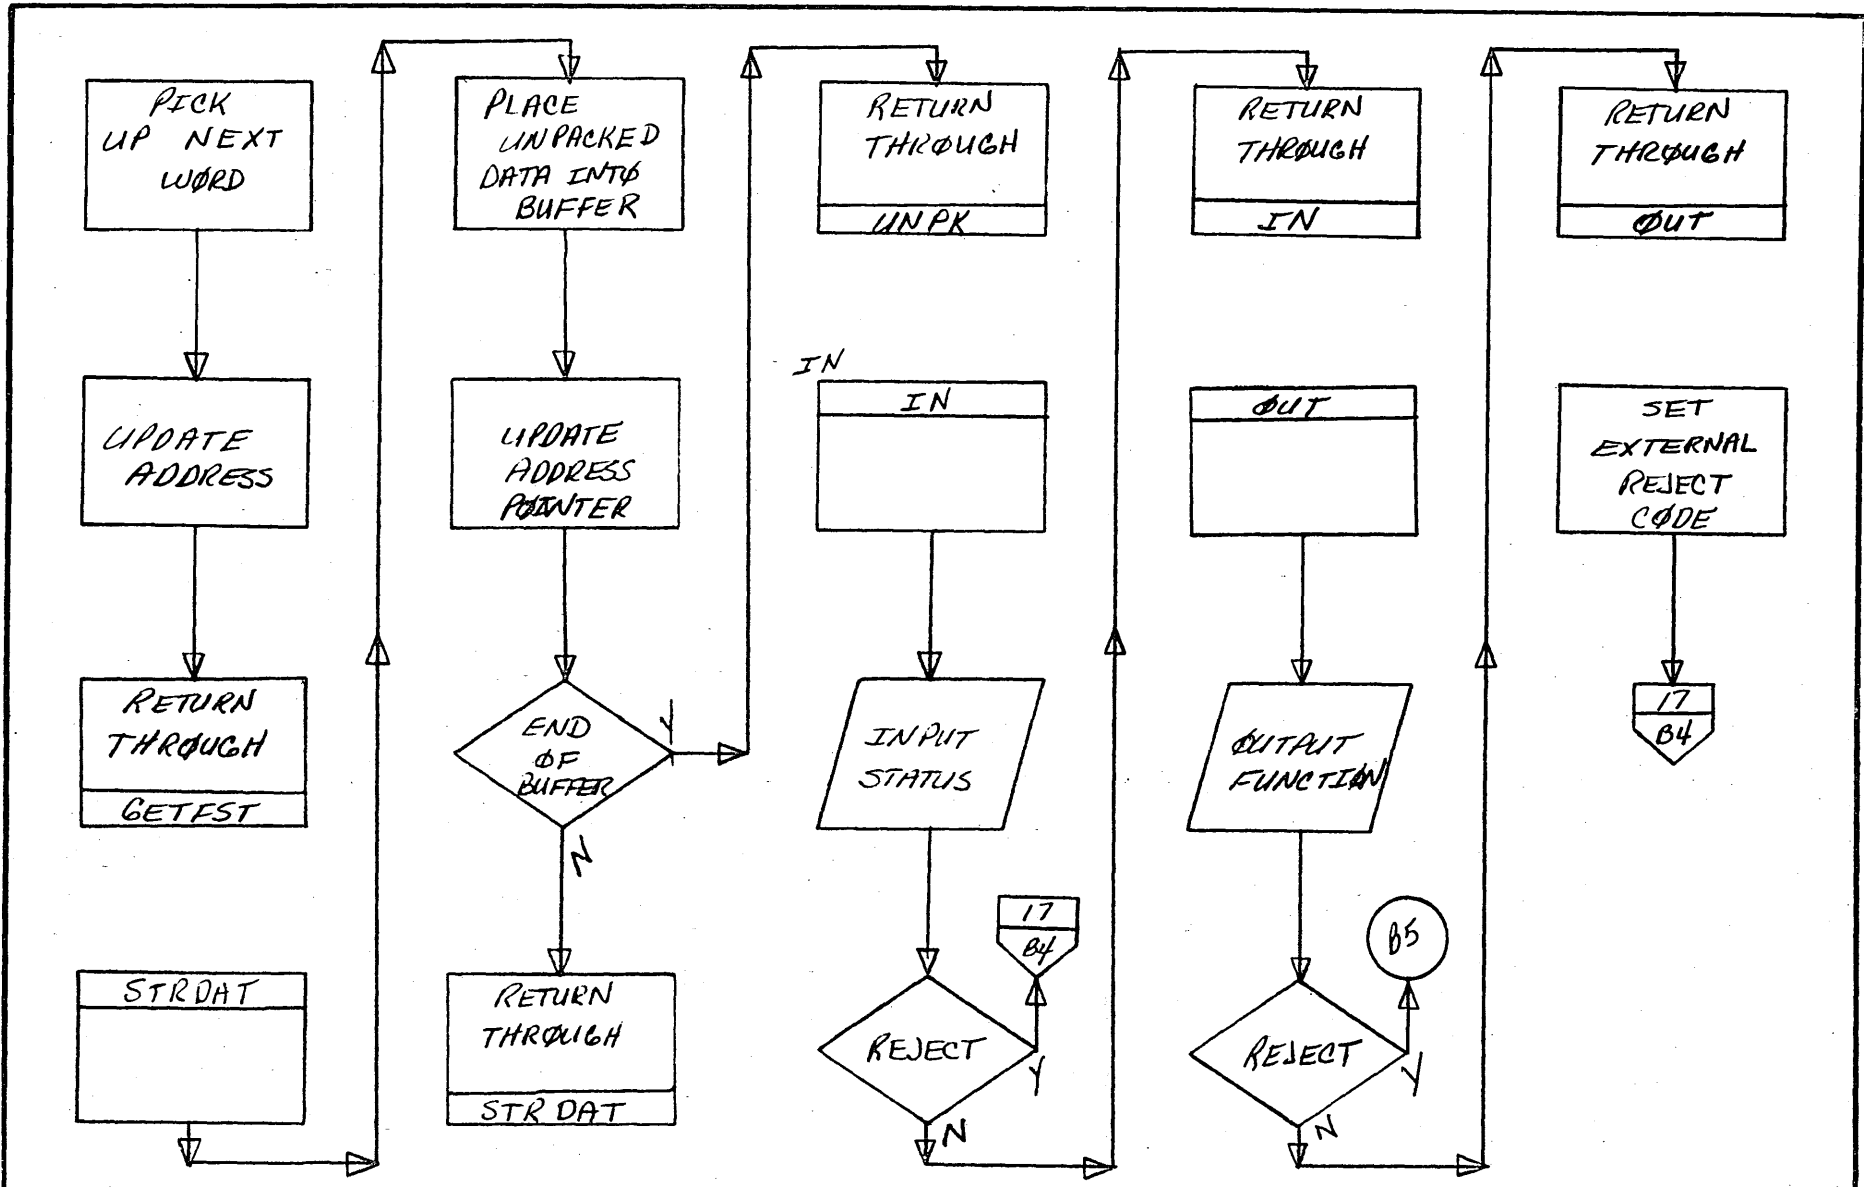 PICK
UP NEXT
WØRD
UPDATE
ADDRESS
RETURN
THRØUGH
GETFST
STRDAT
PLACE
UNPACKED
DATA INTØ
BUFFER
UPDATE
ADDRESS
PØINTER
END
ØF
BUFFER
Y
N
RETURN
THRØUGH
STRDAT
RETURN
THRØUGH
UNPK
IN
IN
INPUT
STATUS
17
B4
REJECT
Y
N
RETURN
THRØUGH
IN
ØUT
ØUTPUT
FUNCTIØN
B5
REJECT
Y
N
RETURN
THRØUGH
ØUT
SET
EXTERNAL
REJECT
CØDE
17
B4